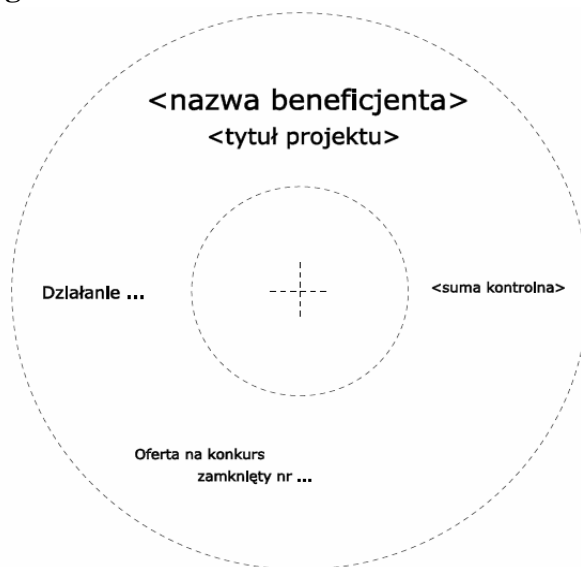 <nazwa beneficjenta>
<tytuł projektu>
Działanie ...
<suma kontrolna>
Oferta na konkurs
zamknięty nr ...